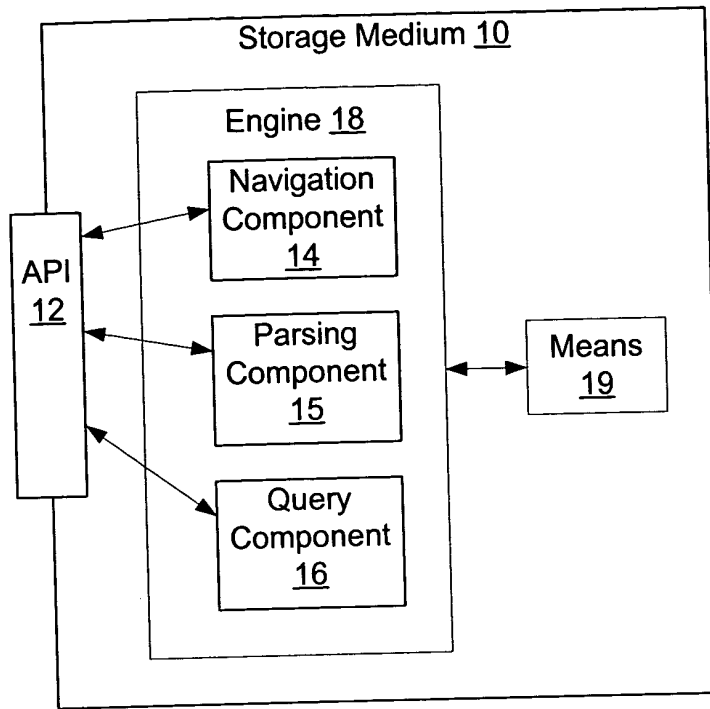 Storage Medium 10
Engine 18
Navigation
Component
14
API
12
Parsing
Component
15
Means
19
Query
Component
16